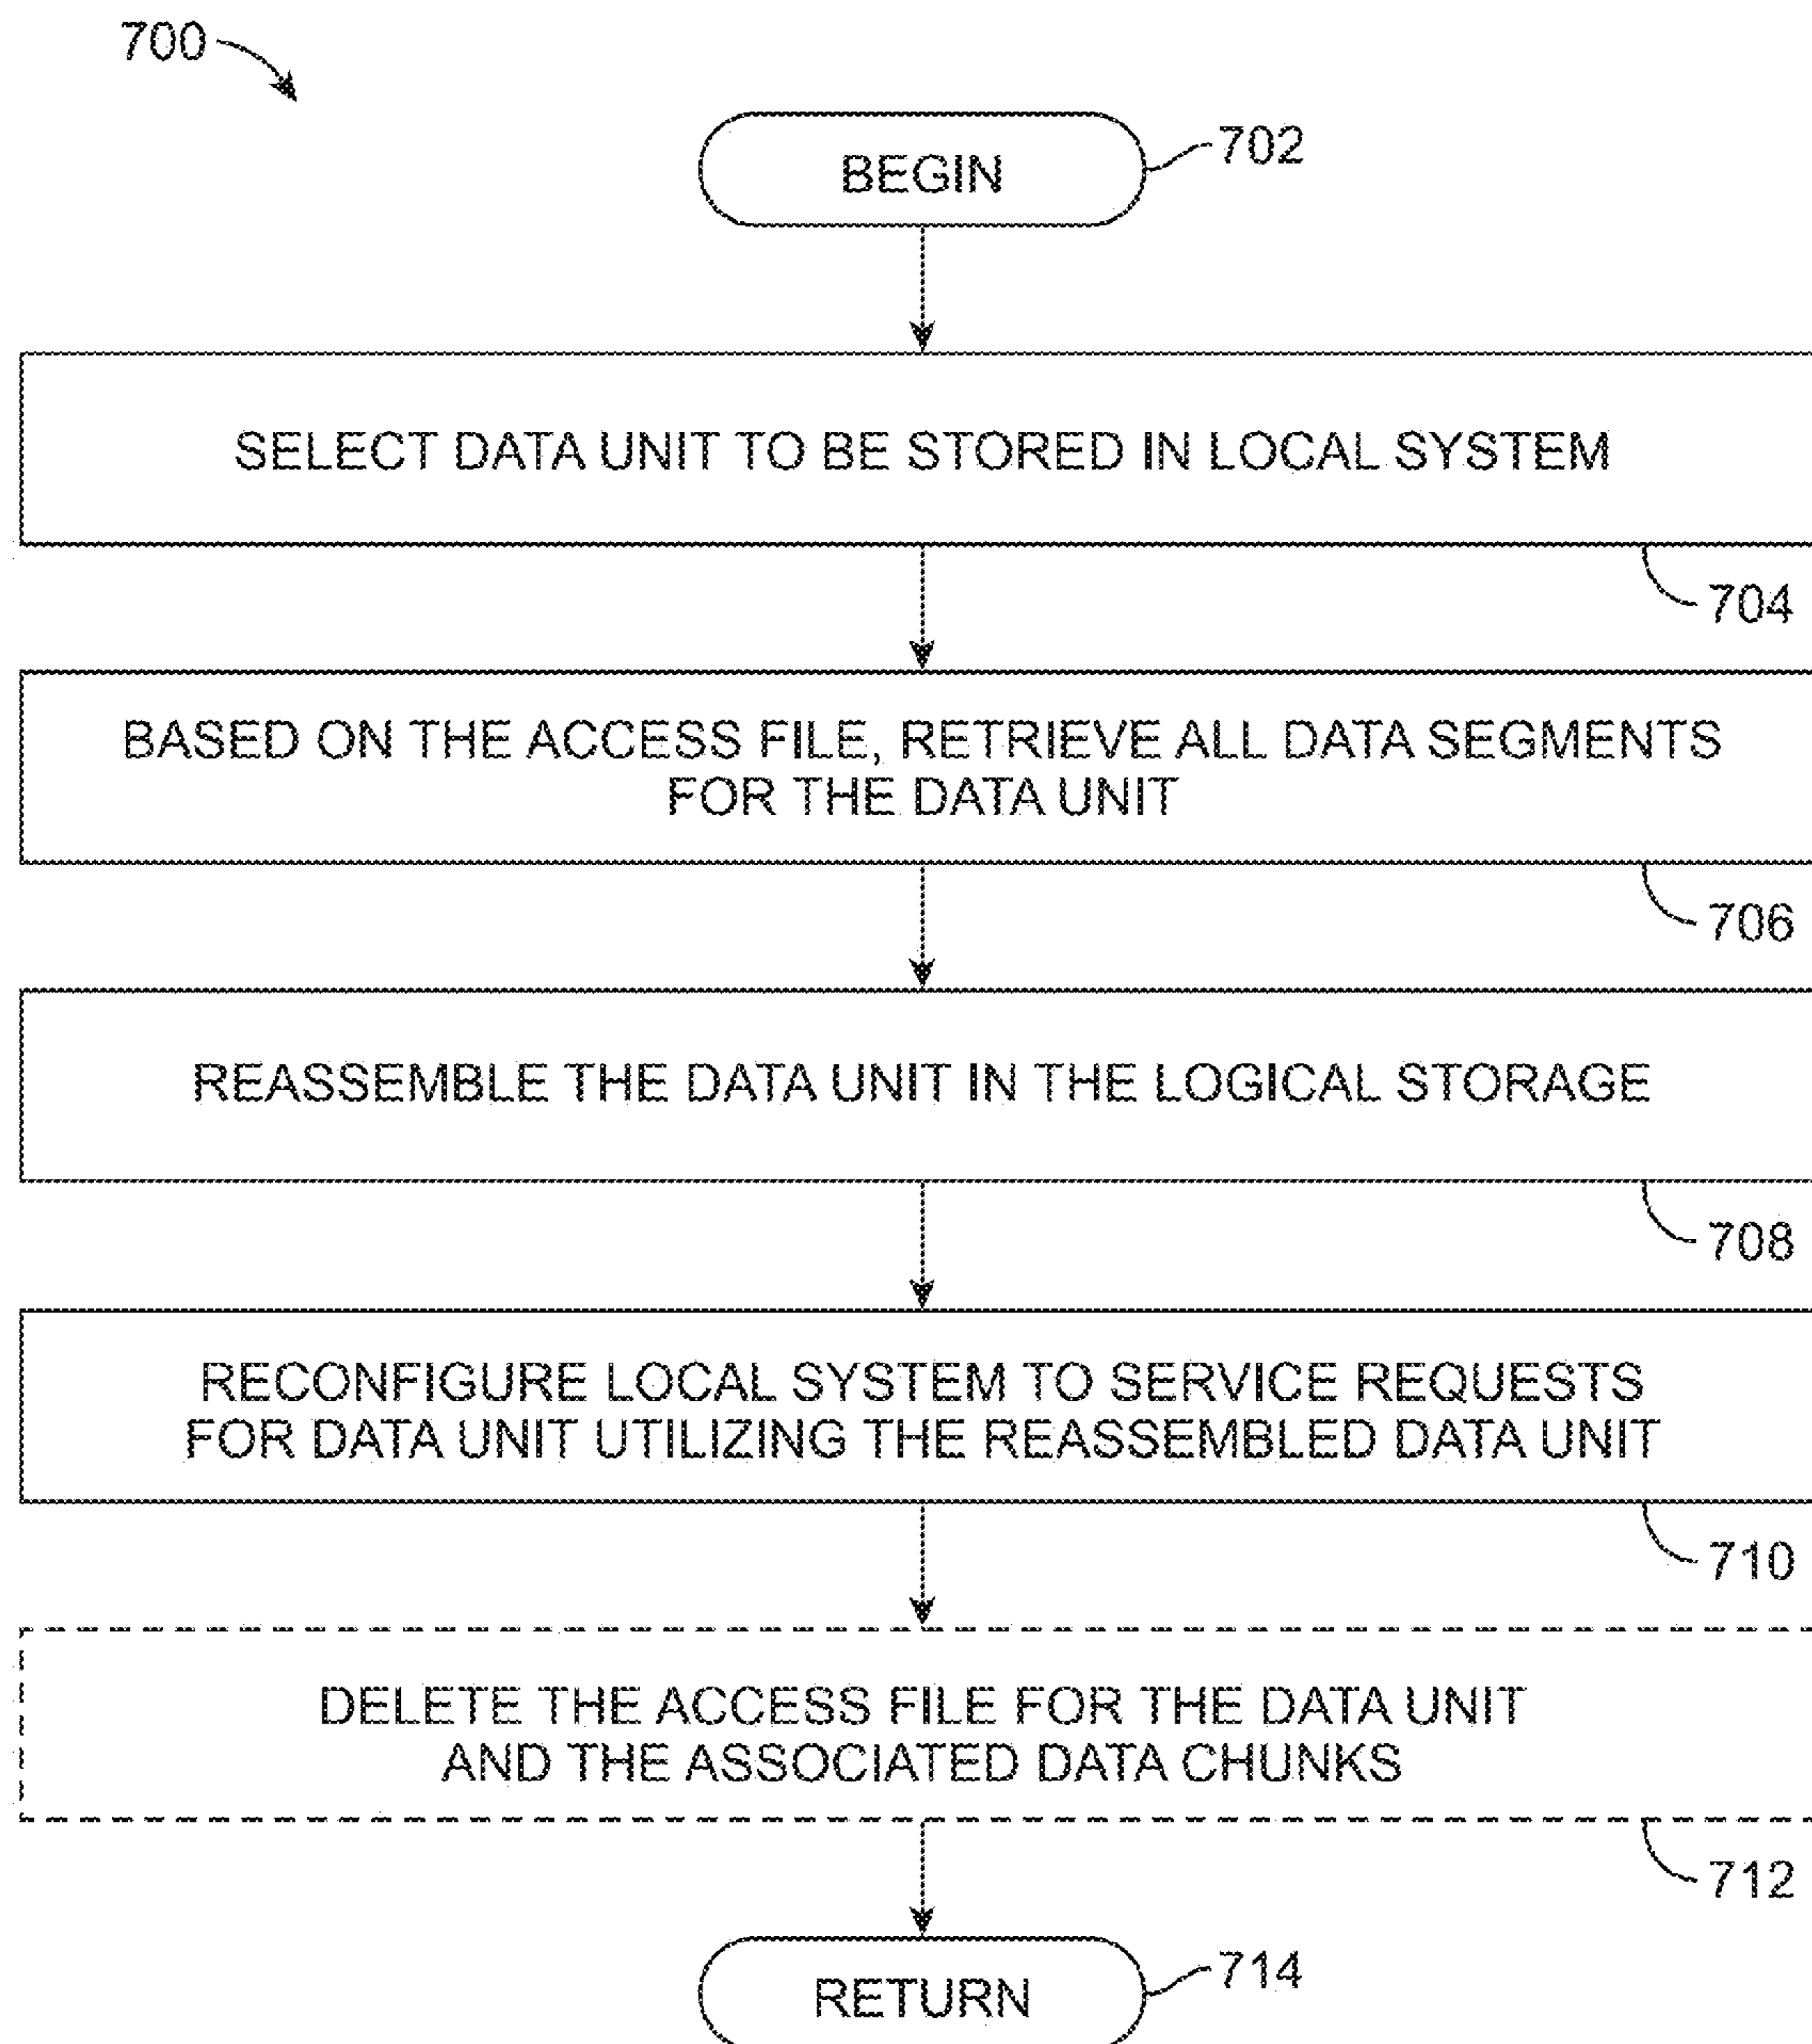 700
BEGIN
702
SELECT DATA UNIT TO BE STORED IN LOCAL SYSTEM
704
BASED ON THE ACCESS FILE, RETRIEVE ALL DATA SEGMENTS
FOR THE DATA UNIT
706
REASSEMBLE THE DATA UNIT IN THE LOGICAL STORAGE
708
RECONFIGURE LOCAL SYSTEM TO SERVICE REQUESTS
FOR DATA UNIT UTILIZING THE REASSEMBLED DATA UNIT
710
DELETE THE ACCESS FILE FOR THE DATA UNIT
AND THE ASSOCIATED DATA CHUNKS
712
RETURN
714